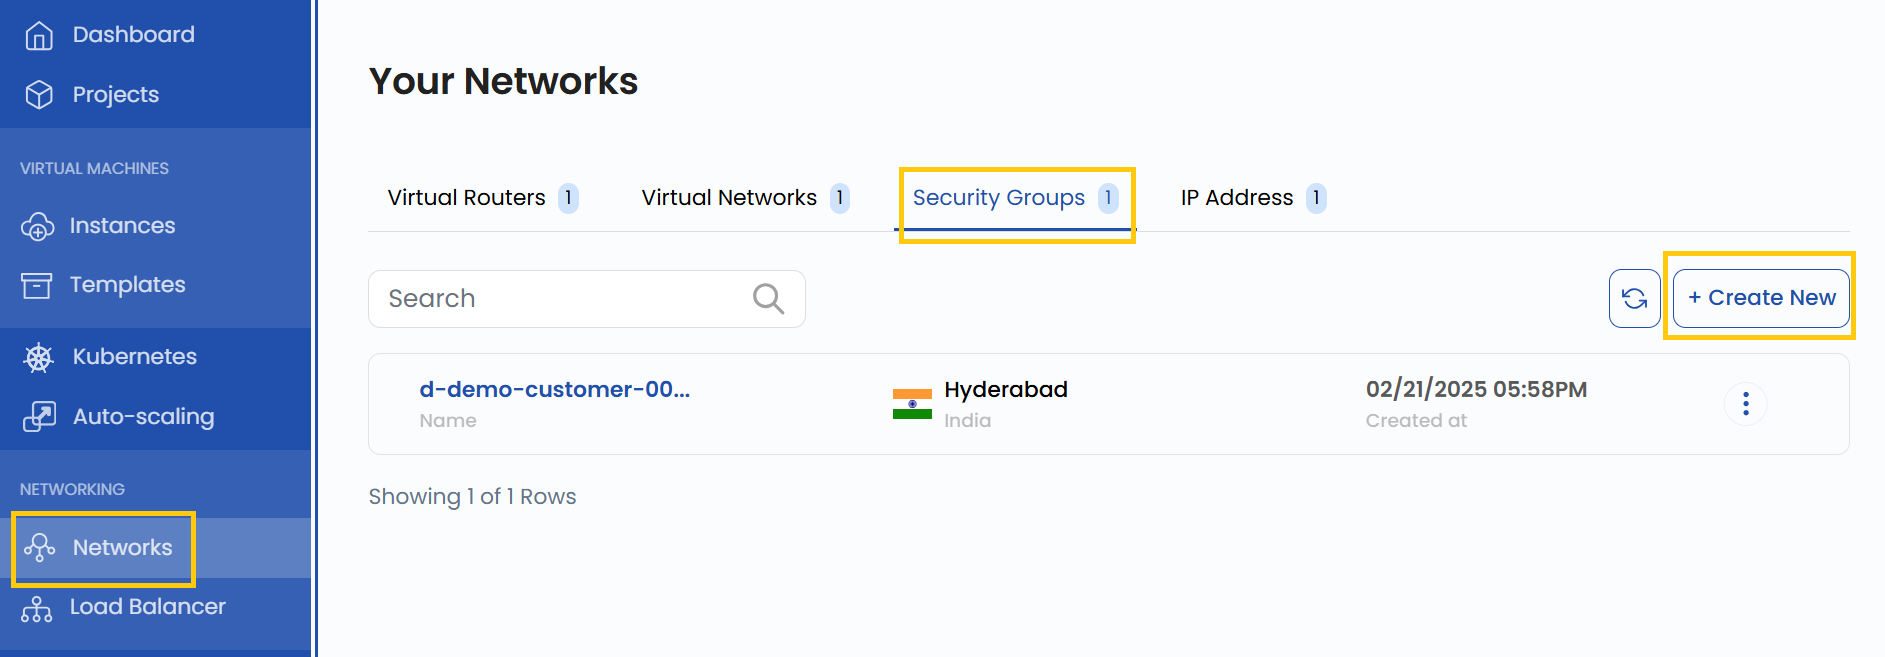 Dashboard
Projects
VIRTUAL MACHINES
Instances
Templates
Kubernetes
Auto-scaling
NETWORKING
Networks
Load Balancer
Your Networks
Virtual Routers 1 Virtual Networks 1 Security Groups 1 IP Address 1
Search + Create New
d-demo-customer-00... Hyderabad 02/21/2025 05:58PM
Name India Created at
Showing 1 of 1 Rows